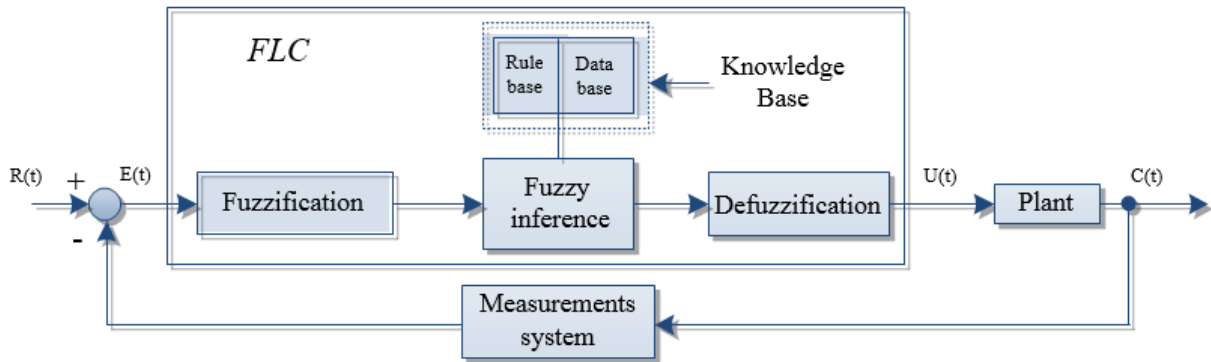 FLC
Rule
base
Data
base
Knowledge
Base
R(t)
+
-
E(t)
Fuzzification
Fuzzy
inference
Defuzzification
U(t)
Plant
C(t)
Measurements
system